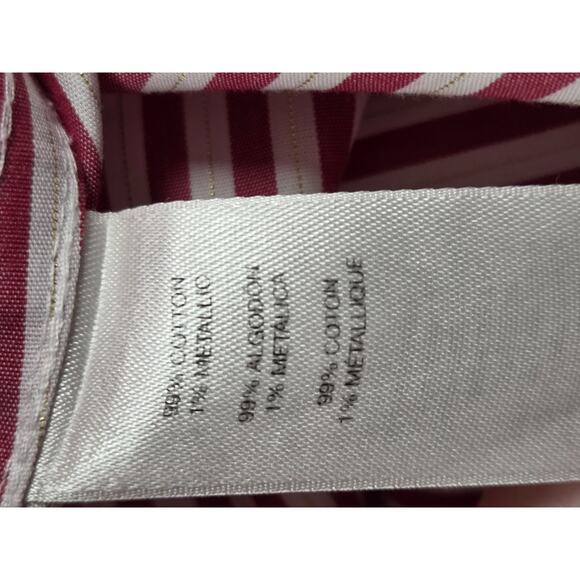 99% COTTON
1% METALLIC
99% ALGODON
1% METALICA
99% COTON
1% METALLIQUE